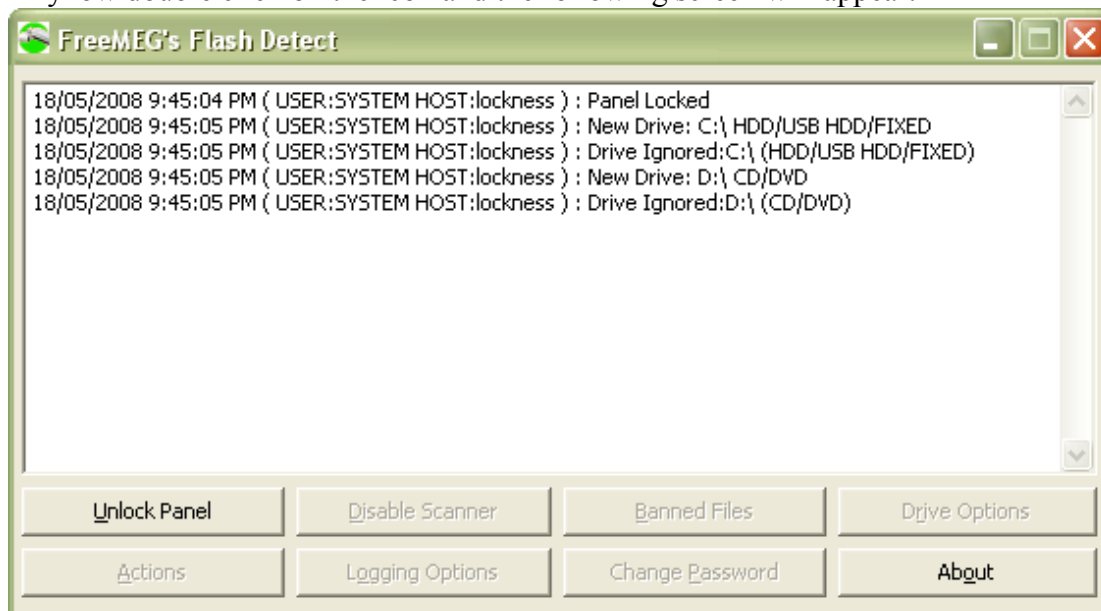 FreeMEG's Flash Detect
18/05/2008 9:45:04 PM ( USER:SYSTEM HOST:lockness ) : Panel Locked
18/05/2008 9:45:05 PM ( USER:SYSTEM HOST:lockness ) : New Drive: C:\ HDD/USB HDD/FIXED
18/05/2008 9:45:05 PM ( USER:SYSTEM HOST:lockness ) : Drive Ignored:C:\ (HDD/USB HDD/FIXED)
18/05/2008 9:45:05 PM ( USER:SYSTEM HOST:lockness ) : New Drive: D:\ CD/DVD
18/05/2008 9:45:05 PM ( USER:SYSTEM HOST:lockness ) : Drive Ignored:D:\ (CD/DVD)
Unlock Panel Disable Scanner Banned Files Drive Options
Actions Logging Options Change Password About